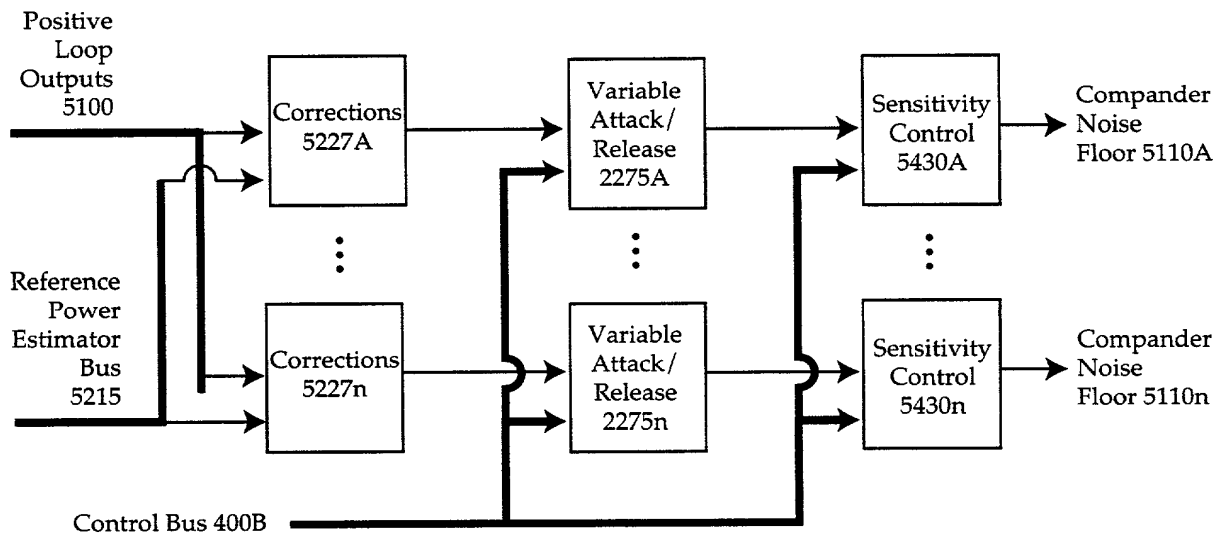 Positive
Loop
Outputs
5100
Corrections
5227A
Variable
Attack/
Release
2275A
Sensitivity
Control
5430A
Compander
Noise
Floor 5110A
Reference
Power
Estimator
Bus
5215
Corrections
5227n
Variable
Attack/
Release
2275n
Sensitivity
Control
5430n
Compander
Noise
Floor 5110n
Control Bus 400B